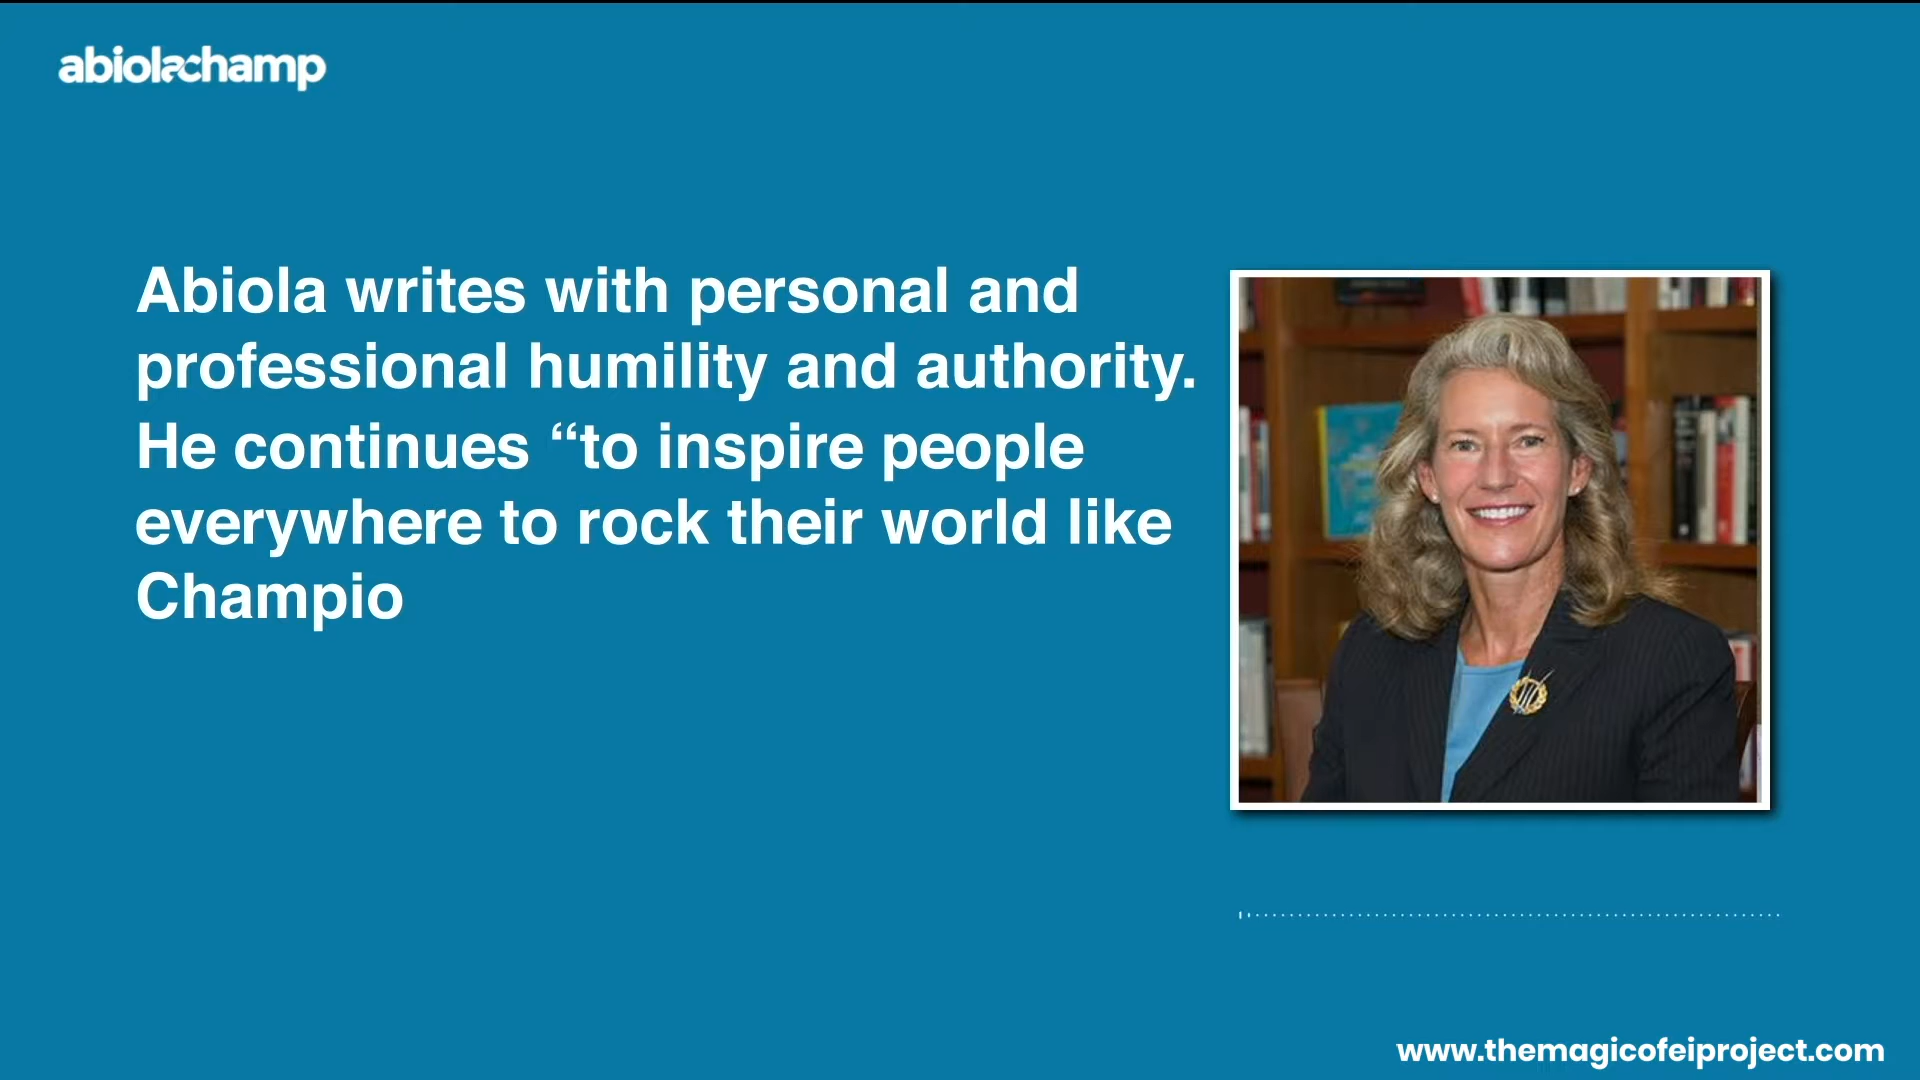 abiolachamp
Abiola writes with personal and
professional humility and authority.
He continues “to inspire people
everywhere to rock their world like
Champio
www.themagicofeiproject.com